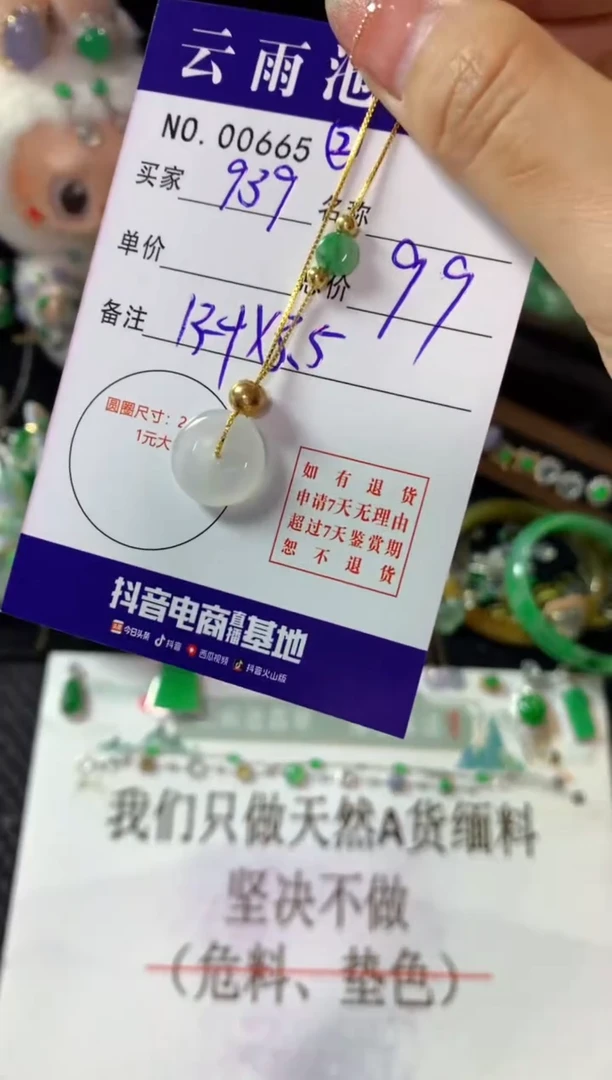 云雨池
NO. 00665 ②
买家 939 名称
单价 总价 99
备注 13.4X3.5
圆圈尺寸: 2
1元大
如有退货
申请7天无理由
超过7天鉴赏期
恕不退货
抖音电商直播基地
今日头条 抖音 西瓜视频 抖音火山版
我们只做天然A货缅料
坚决不做
(危料、垫色)